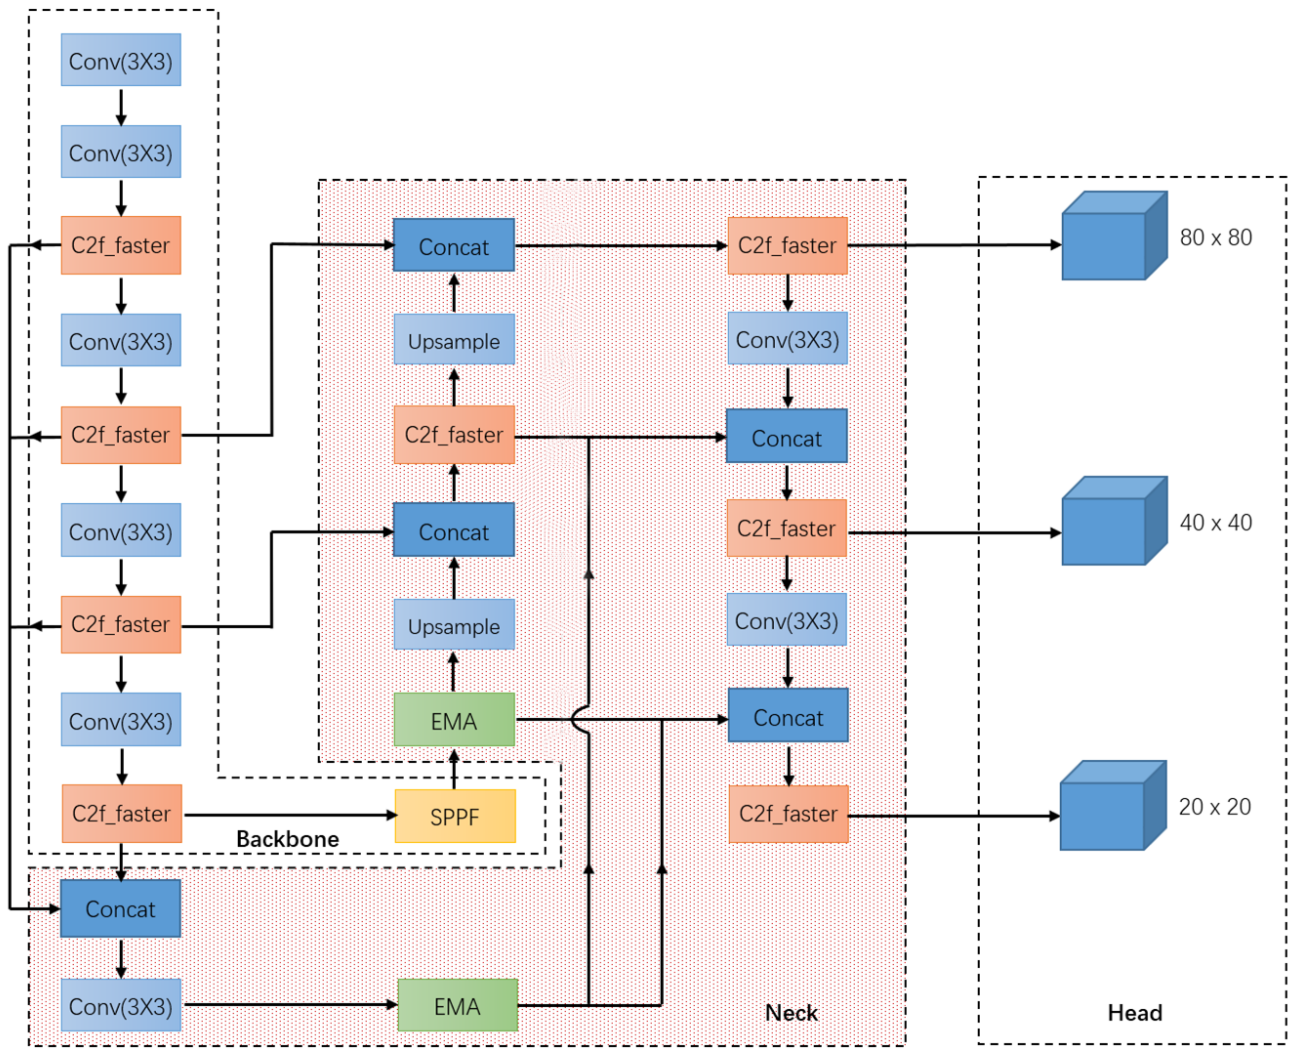 Conv(3X3)
Conv(3X3)
C2f_faster
Conv(3X3)
C2f_faster
Conv(3X3)
C2f_faster
Conv(3X3)
C2f_faster
SPPF
Backbone
Concat
Conv(3X3)
EMA
Concat
Upsample
C2f_faster
Concat
Upsample
EMA
C2f_faster
Conv(3X3)
Concat
C2f_faster
Conv(3X3)
Concat
C2f_faster
Neck
80 x 80
40 x 40
20 x 20
Head